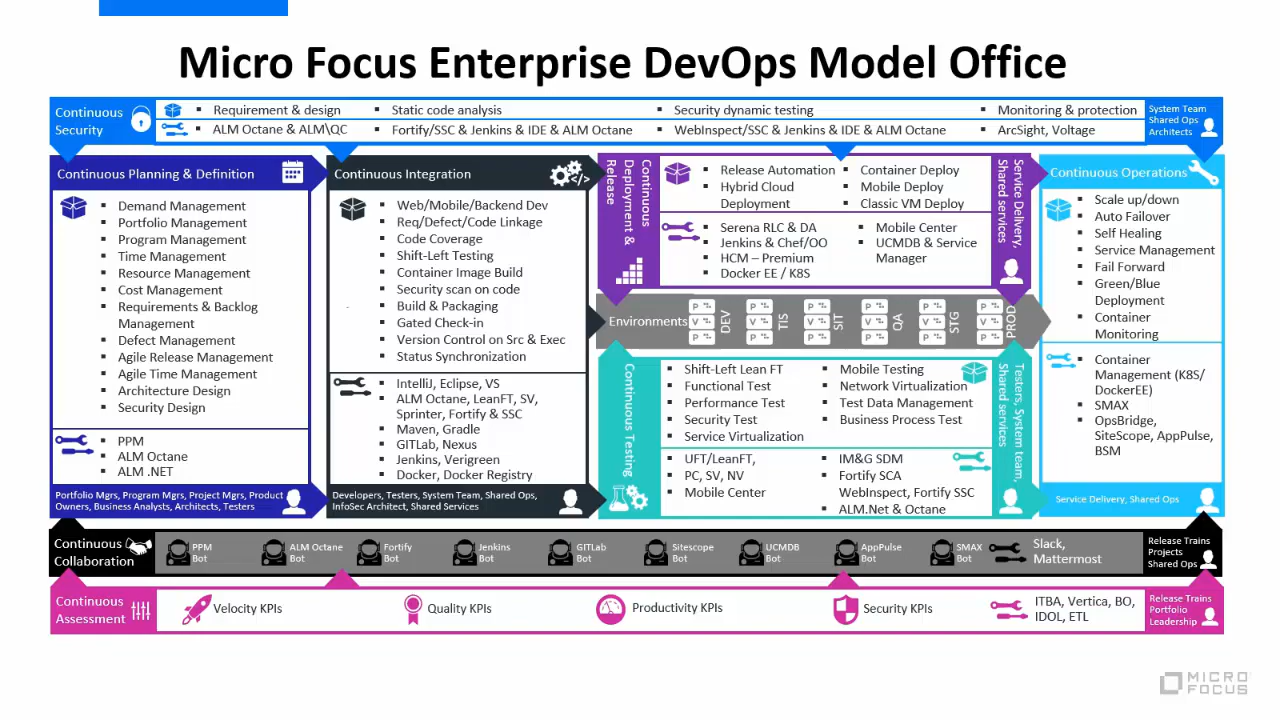 Micro Focus Enterprise DevOps Model Office
Continuous
Security
▪ Requirement & design
▪ Static code analysis
▪ Security dynamic testing
▪ Monitoring & protection
▪ ALM Octane & ALM\QC
▪ Fortify/SSC & Jenkins & IDE & ALM Octane
▪ WebInspect/SSC & Jenkins & IDE & ALM Octane
▪ ArcSight, Voltage
System Team
Shared Ops
Architects
Continuous Planning & Definition
▪ Demand Management
▪ Portfolio Management
▪ Program Management
▪ Time Management
▪ Resource Management
▪ Cost Management
▪ Requirements & Backlog
Management
▪ Defect Management
▪ Agile Release Management
▪ Agile Time Management
▪ Architecture Design
▪ Security Design
▪ PPM
▪ ALM Octane
▪ ALM .NET
Portfolio Mgrs, Program Mgrs, Project Mgrs, Product
Owners, Business Analysts, Architects, Testers
Continuous Integration
</>
▪ Web/Mobile/Backend Dev
▪ Req/Defect/Code Linkage
▪ Code Coverage
▪ Shift-Left Testing
▪ Container Image Build
▪ Security scan on code
▪ Build & Packaging
▪ Gated Check-in
▪ Version Control on Src & Exec
▪ Status Synchronization
▪ IntelliJ, Eclipse, VS
▪ ALM Octane, LeanFT, SV,
Sprinter, Fortify & SSC
▪ Maven, Gradle
▪ GITLab, Nexus
▪ Jenkins, Verigreen
▪ Docker, Docker Registry
Developers, Testers, System Team, Shared Ops,
InfoSec Architect, Shared Services
Continuous
Deployment &
Release
▪ Release Automation
▪ Hybrid Cloud
Deployment
▪ Container Deploy
▪ Mobile Deploy
▪ Classic VM Deploy
▪ Serena RLC & DA
▪ Jenkins & Chef/OO
▪ HCM – Premium
▪ Docker EE / K8S
▪ Mobile Center
▪ UCMDB & Service
Manager
Service Delivery,
Shared services
Environments
P
V
P
DEV
P
V
P
TIS
P
V
P
SIT
P
V
P
QA
P
V
P
STG
P
V
P
PROD
Continuous Testing
▪ Shift-Left Lean FT
▪ Functional Test
▪ Performance Test
▪ Security Test
▪ Service Virtualization
▪ Mobile Testing
▪ Network Virtualization
▪ Test Data Management
▪ Business Process Test
▪ UFT/LeanFT,
▪ PC, SV, NV
▪ Mobile Center
▪ IM&G SDM
▪ Fortify SCA
WebInspect, Fortify SSC
▪ ALM.Net & Octane
Testers, System team,
Shared services
Continuous Operations
▪ Scale up/down
▪ Auto Failover
▪ Self Healing
▪ Service Management
▪ Fail Forward
▪ Green/Blue
Deployment
▪ Container
Monitoring
▪ Container
Management (K8S/
DockerEE)
▪ SMAX
▪ OpsBridge,
SiteScope, AppPulse,
BSM
Service Delivery, Shared Ops
Continuous
Collaboration
PPM
Bot
ALM Octane
Bot
Fortify
Bot
Jenkins
Bot
GITLab
Bot
Sitescope
Bot
UCMDB
Bot
AppPulse
Bot
SMAX
Bot
Slack,
Mattermost
Release Trains
Projects
Shared Ops
Continuous
Assessment
Velocity KPIs
Quality KPIs
Productivity KPIs
Security KPIs
ITBA, Vertica, BO,
IDOL, ETL
Release Trains
Portfolio
Leadership
MICRO
FOCUS